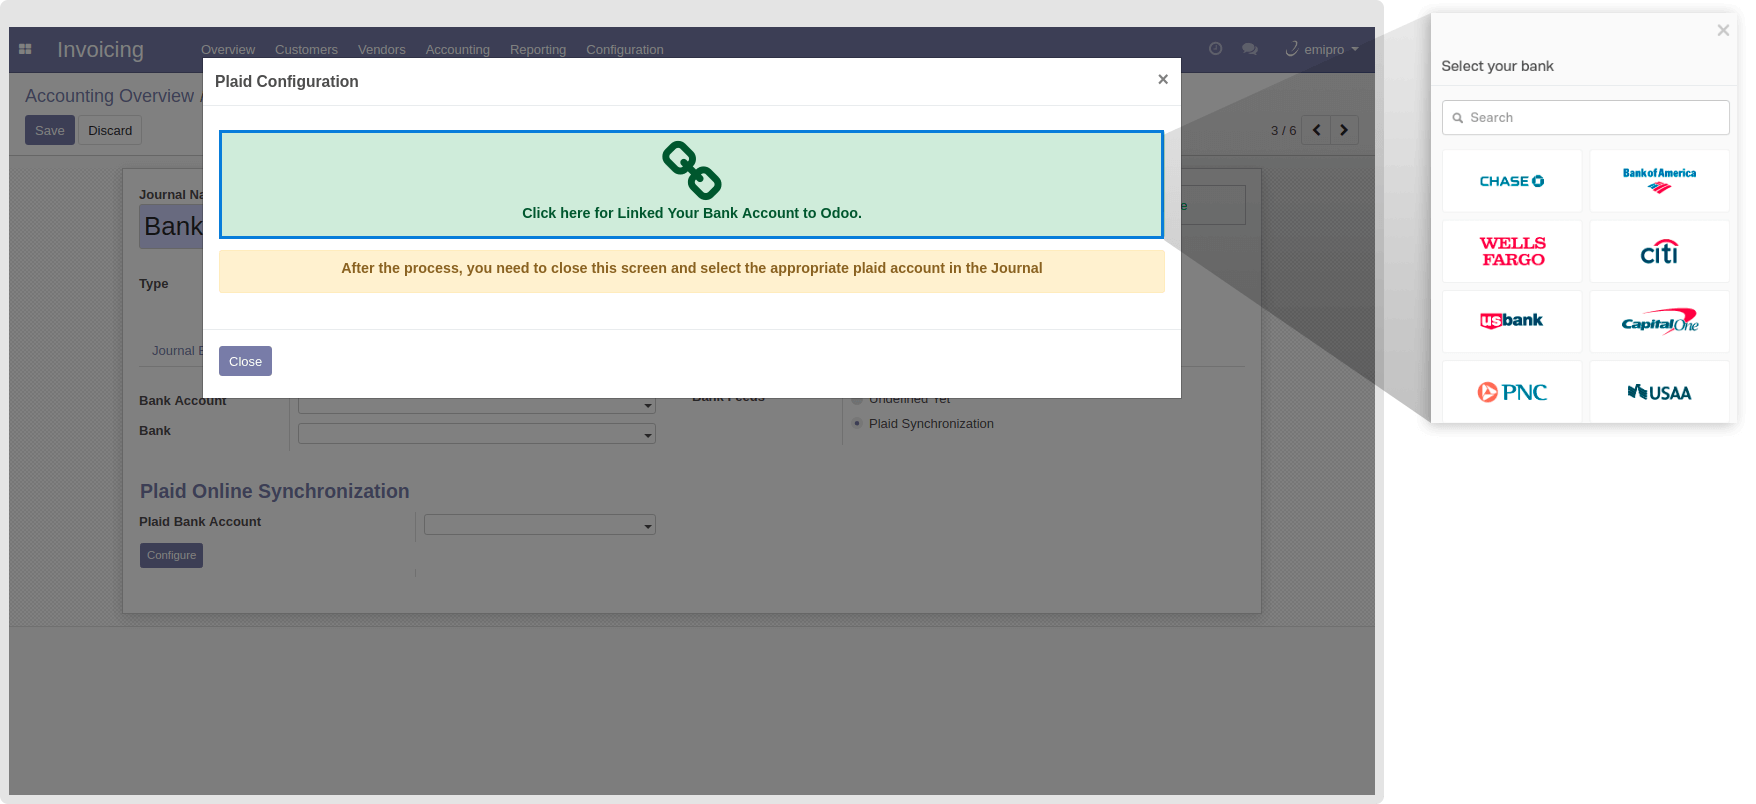 Invoicing
Overview Customers Vendors Accounting Reporting Configuration
emipro
Accounting Overview
Save Discard
3 / 6
Plaid Configuration
×
Click here for Linked Your Bank Account to Odoo.
After the process, you need to close this screen and select the appropriate plaid account in the Journal
Close
Journal Na
Bank
Type
Journal E
Bank Account
Bank
Bank Feeds
Undefined Yet
Plaid Synchronization
Plaid Online Synchronization
Plaid Bank Account
Configure
×
Select your bank
Search
CHASE
Bank of America
WELLS
FARGO
citi
usbank
Capital One
PNC
USAA